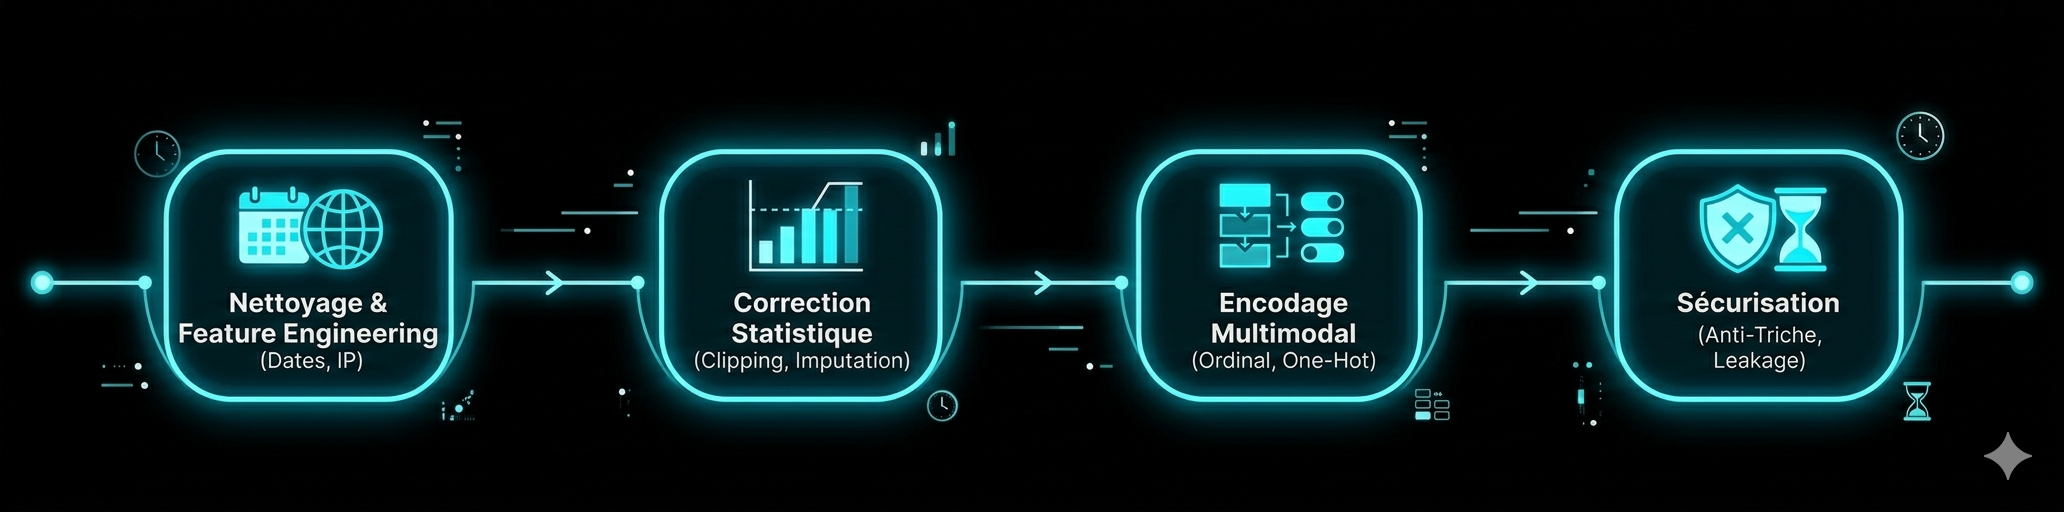 Nettoyage &
Feature Engineering
(Dates, IP)
Correction
Statistique
(Clipping, Imputation)
Encodage
Multimodal
(Ordinal, One-Hot)
Sécurisation
(Anti-Triche,
Leakage)